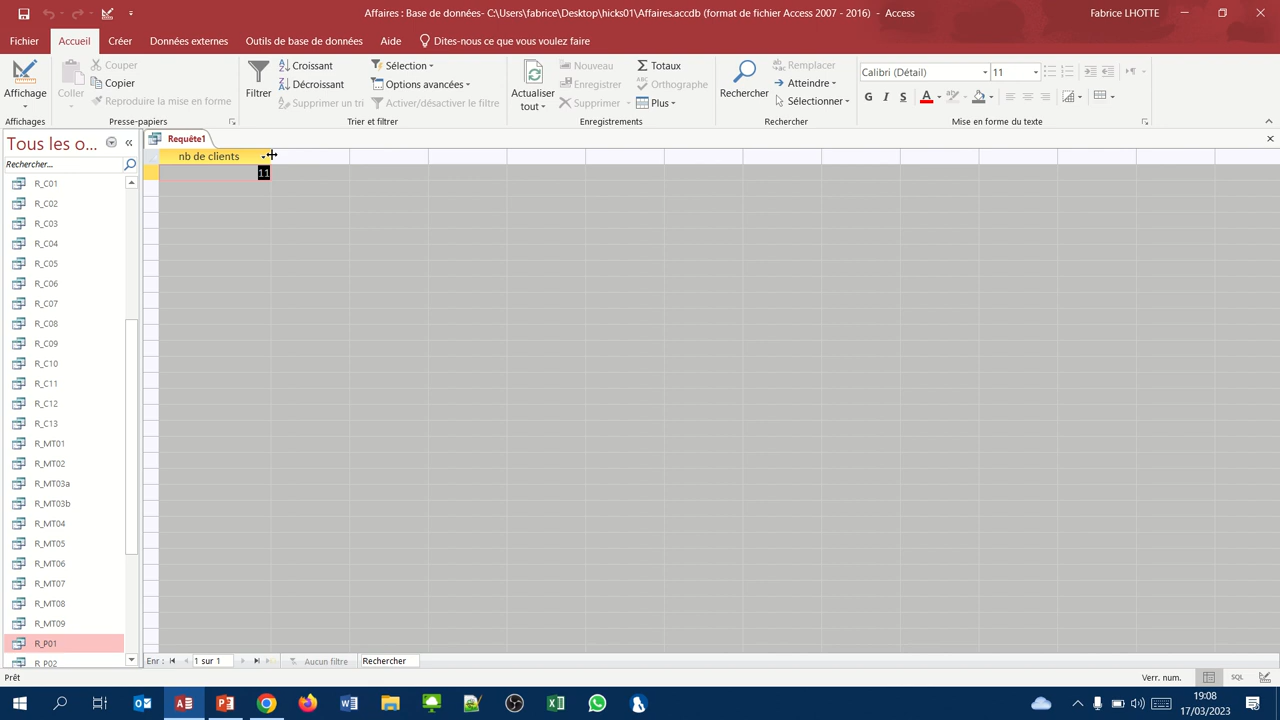 Affaires : Base de données - C:\Users\fabrice\Desktop\hicks01\Affaires.accdb (format de fichier Access 2007 - 2016) - Access
Fabrice LHOTTE
Fichier Accueil Créer Données externes Outils de base de données Aide Dites-nous ce que vous voulez faire
Affichage
Affichages
Coller
Couper
Copier
Reproduire la mise en forme
Presse-papiers
Filtrer
Croissant
Décroissant
Supprimer un tri
Sélection
Options avancées
Activer/désactiver le filtre
Trier et filtrer
Actualiser
tout
Nouveau
Enregistrer
Supprimer
Totaux
Orthographe
Plus
Enregistrements
Rechercher
Remplacer
Atteindre
Sélectionner
Rechercher
Calibri (Détail) 11
G I S A
Mise en forme du texte
Tous les o...
Rechercher...
R_C01
R_C02
R_C03
R_C04
R_C05
R_C06
R_C07
R_C08
R_C09
R_C10
R_C11
R_C12
R_C13
R_MT01
R_MT02
R_MT03a
R_MT03b
R_MT04
R_MT05
R_MT06
R_MT07
R_MT08
R_MT09
R_P01
R_P02
Requête1
nb de clients
11
Enr : 1 sur 1 Aucun filtre Rechercher
Prêt
Verr. num. SQL
19:08
17/03/2023